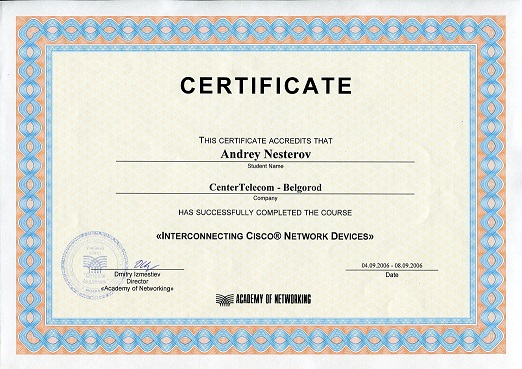 CERTIFICATE
THIS CERTIFICATE ACCREDITS THAT
Andrey Nesterov
Student Name
CenterTelecom - Belgorod
Company
HAS SUCCESSFULLY COMPLETED THE COURSE
«INTERCONNECTING CISCO® NETWORK DEVICES»
Dmitry Izmestiev
Director
«Academy of Networking»
04.09.2006 - 08.09.2006
Date
ACADEMY OF NETWORKING